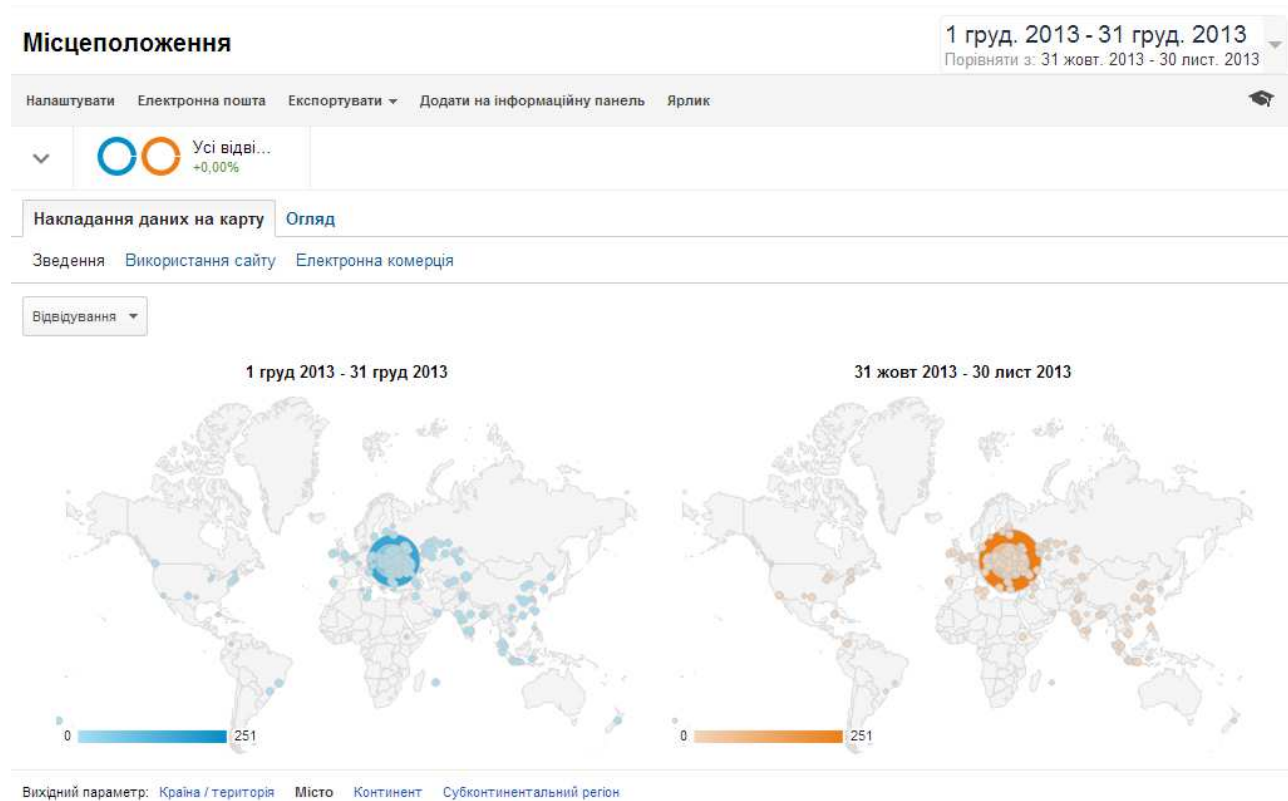 Місцеположення
1 груд. 2013 - 31 груд. 2013
Порівняти з: 31 жовт. 2013 - 30 лист. 2013
Налаштувати Електронна пошта Експортувати Додати на інформаційну панель Ярлик
Усі відві...
+0,00%
Накладання даних на карту Огляд
Зведення Використання сайту Електронна комерція
Відвідування
1 груд 2013 - 31 груд 2013 31 жовт 2013 - 30 лист 2013
0 251 0 251
Вихідний параметр: Країна / територія Місто Континент Субконтинентальний регіон